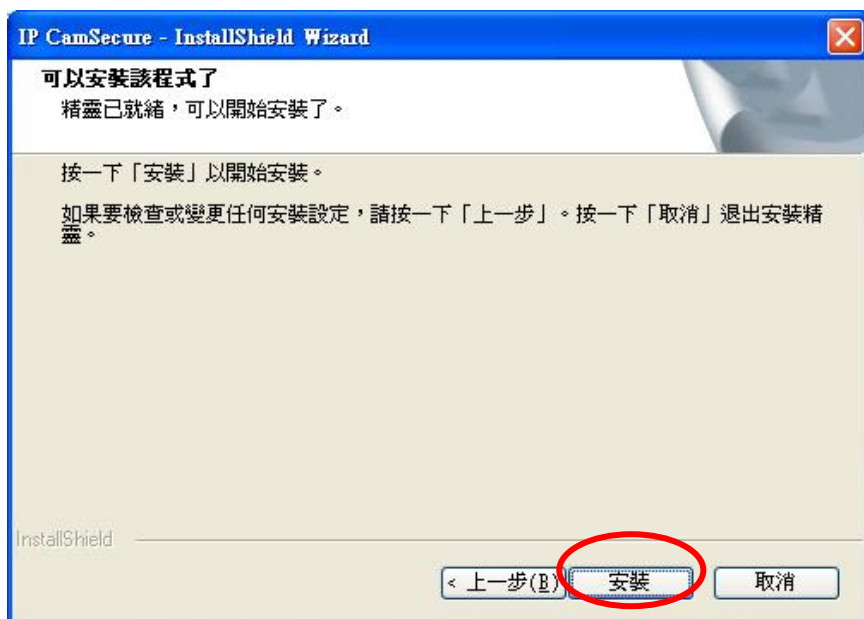 IP CamSecure - InstallShield Wizard
可以安裝該程式了
精靈已就緒，可以開始安裝了。
按一下「安裝」以開始安裝。
如果要檢查或變更任何安裝設定，請按一下「上一步」。按一下「取消」退出安裝精
靈。
InstallShield
< 上一步(B) 安裝 取消